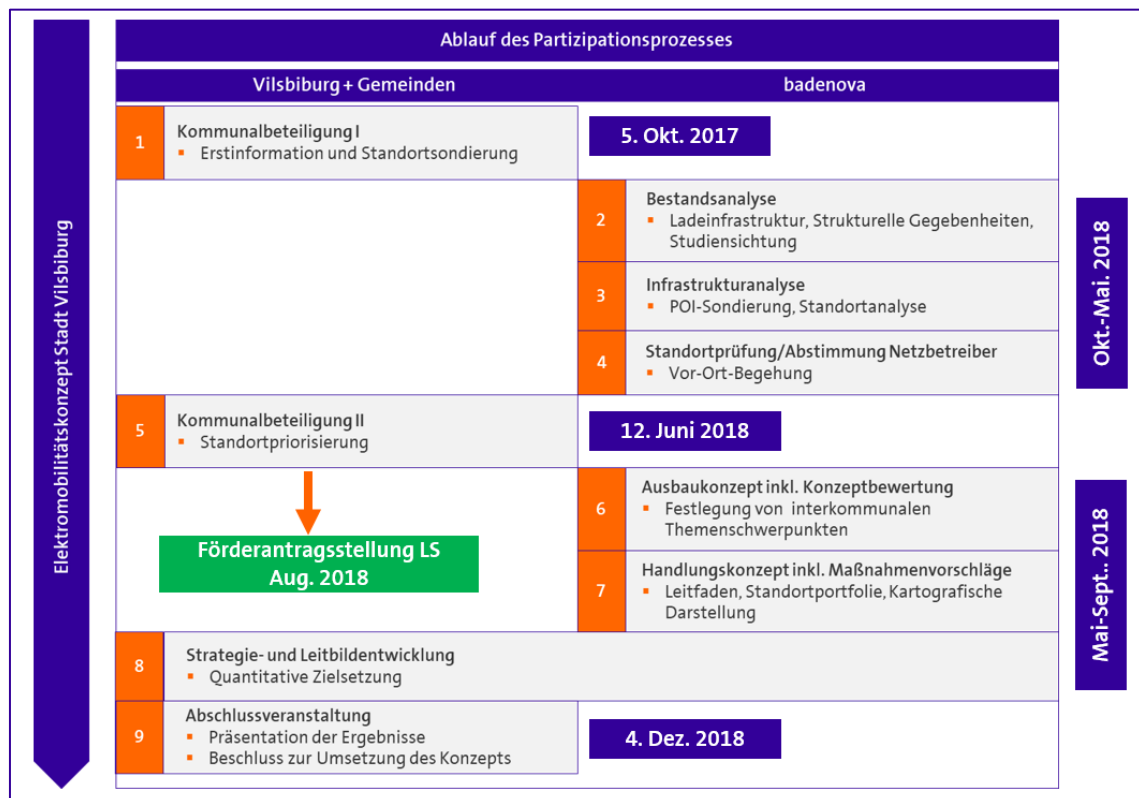 Ablauf des Partizipationsprozesses
Vilsbiburg + Gemeinden
badenova
Elektromobilitätskonzept Stadt Vilsbiburg
1
Kommunalbeteiligung I
▪ Erstinformation und Standortsondierung
5. Okt. 2017
2
Bestandsanalyse
▪ Ladeinfrastruktur, Strukturelle Gegebenheiten,
Studiensichtung
3
Infrastrukturanalyse
▪ POI-Sondierung, Standortanalyse
4
Standortprüfung/Abstimmung Netzbetreiber
▪ Vor-Ort-Begehung
Okt.-Mai. 2018
5
Kommunalbeteiligung II
▪ Standortpriorisierung
12. Juni 2018
Förderantragsstellung LS
Aug. 2018
6
Ausbaukonzept inkl. Konzeptbewertung
▪ Festlegung von interkommunalen
Themenschwerpunkten
7
Handlungskonzept inkl. Maßnahmenvorschläge
▪ Leitfaden, Standortportfolie, Kartografische
Darstellung
Mai-Sept.. 2018
8
Strategie- und Leitbildentwicklung
▪ Quantitative Zielsetzung
9
Abschlussveranstaltung
▪ Präsentation der Ergebnisse
▪ Beschluss zur Umsetzung des Konzepts
4. Dez. 2018